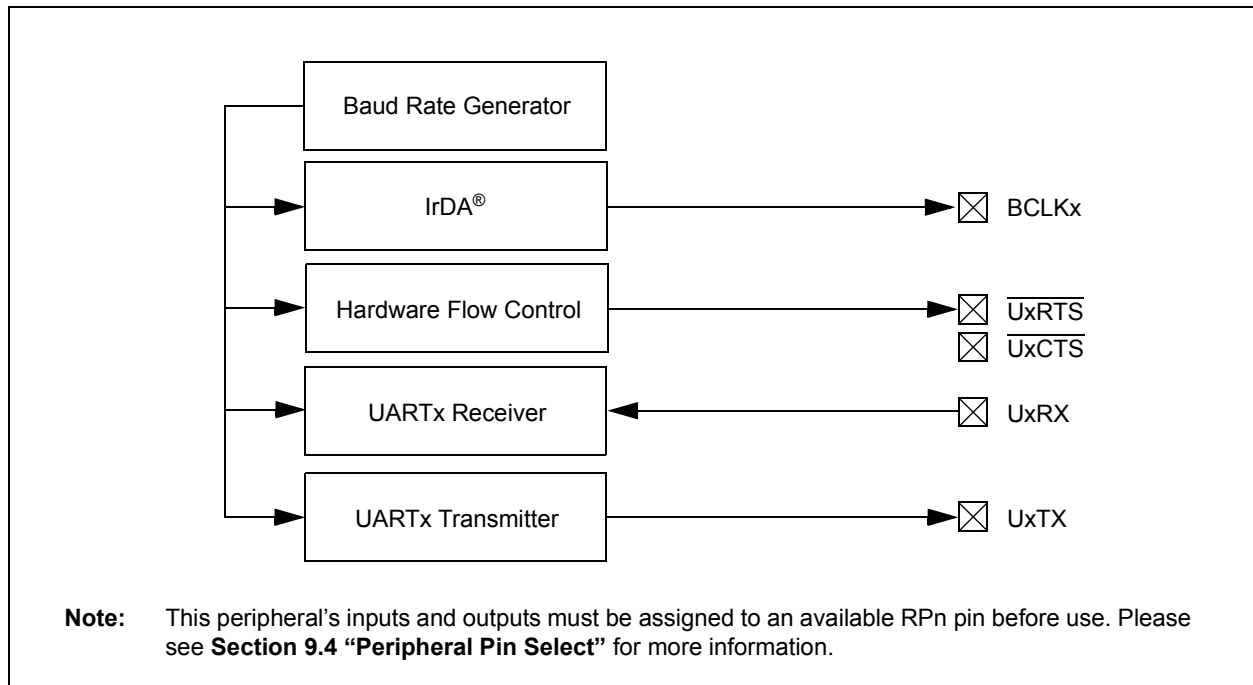 Baud Rate Generator
IrDA®
BCLKx
Hardware Flow Control
UxRTS
UxCTS
UARTx Receiver
UxRX
UARTx Transmitter
UxTX
Note: This peripheral’s inputs and outputs must be assigned to an available RPn pin before use. Please
see Section 9.4 “Peripheral Pin Select” for more information.